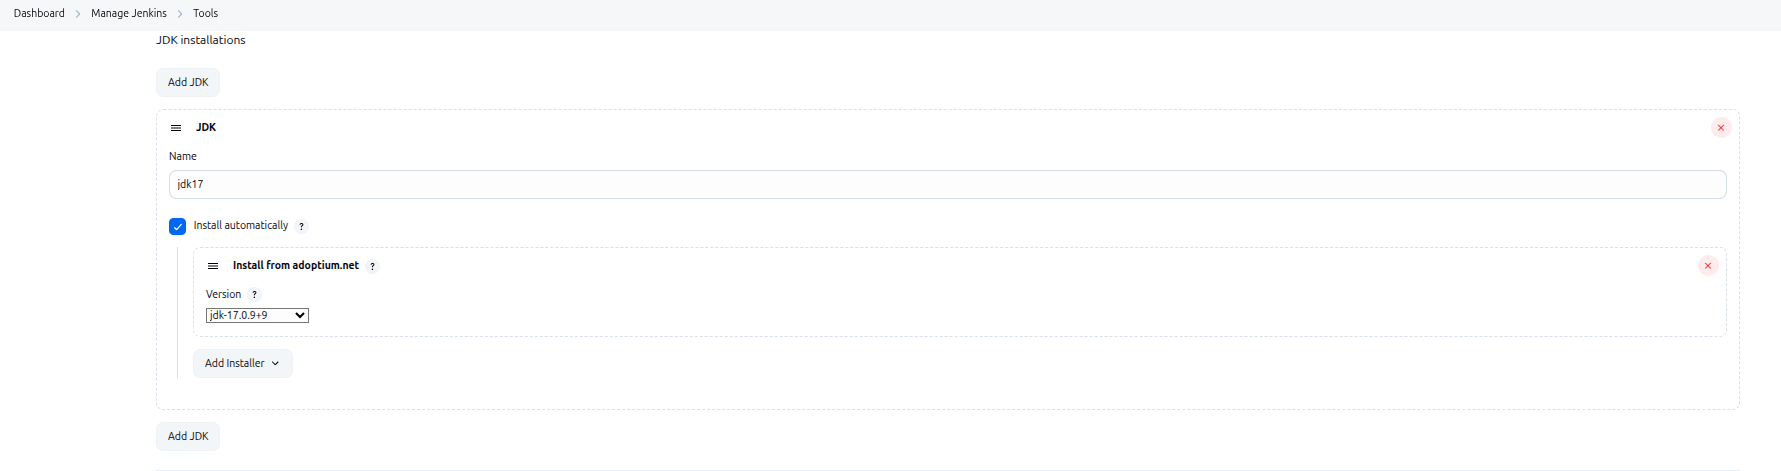 Dashboard > Manage Jenkins > Tools
JDK installations
Add JDK
JDK
Name
jdk17
Install automatically ?
Install from adoptium.net ?
Version ?
jdk-17.0.9+9
Add Installer
Add JDK